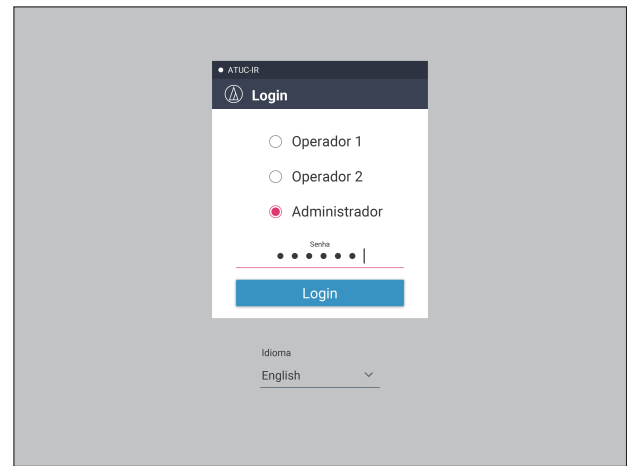 ATUC-IR
Login
Operador 1
Operador 2
Administrador
Senha
Login
Idioma
English